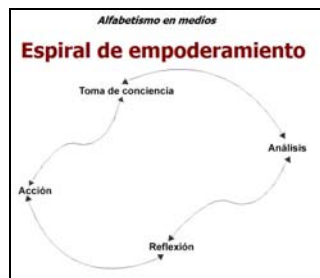 Alfabetismo en medios
Espiral de empoderamiento
Toma de conciencia
Análisis
Acción
Reflexión